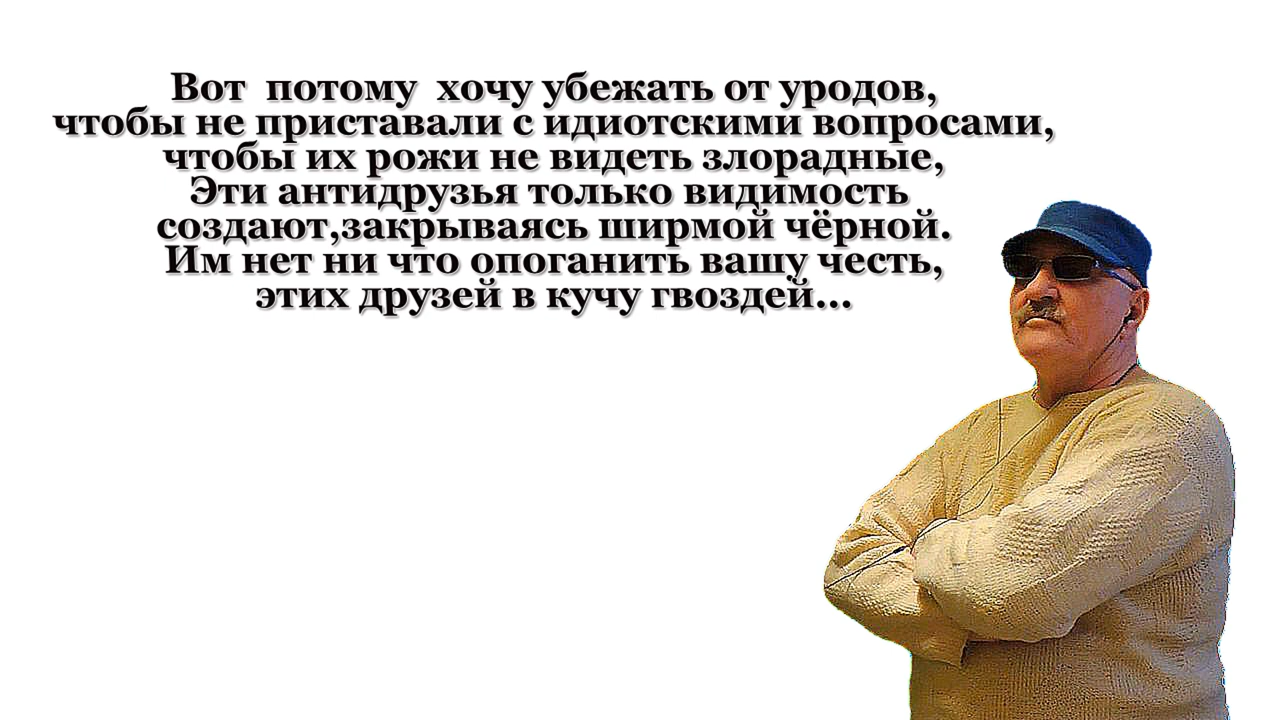 Вот потому хочу убежать от уродов,
чтобы не приставали с идиотскими вопросами,
чтобы их рожи не видеть злорадные,
Эти антидрузья только видимость
создают,закрываясь ширмой чёрной.
Им нет ни что опоганить вашу честь,
этих друзей в кучу гвоздей...